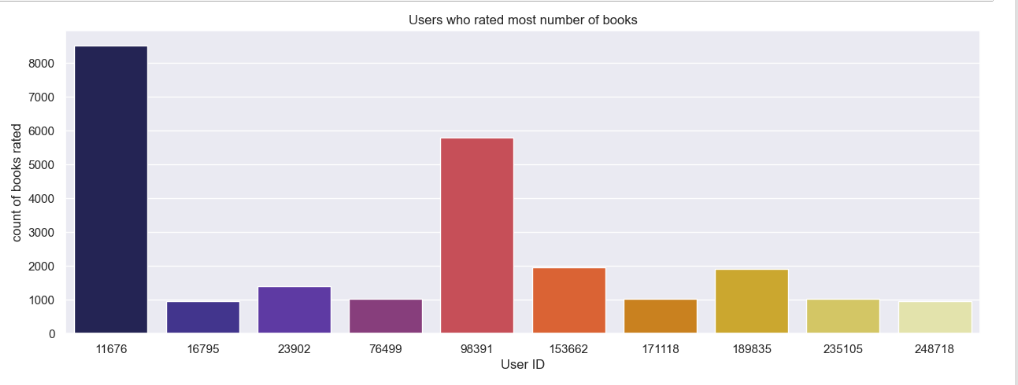 Users who rated most number of books
count of books rated
8000
7000
6000
5000
4000
3000
2000
1000
0
11676 16795 23902 76499 98391 153662 171118 189835 235105 248718
User ID